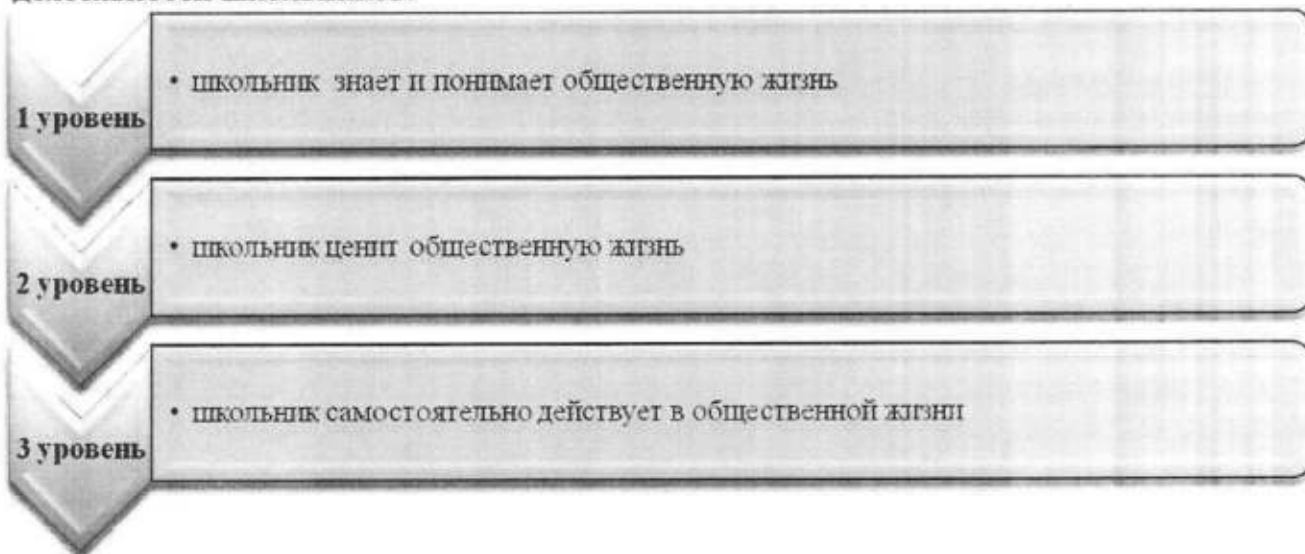 1 уровень
• школьник знает и понимает общественную жизнь
2 уровень
• школьник ценит общественную жизнь
3 уровень
• школьник самостоятельно действует в общественной жизни